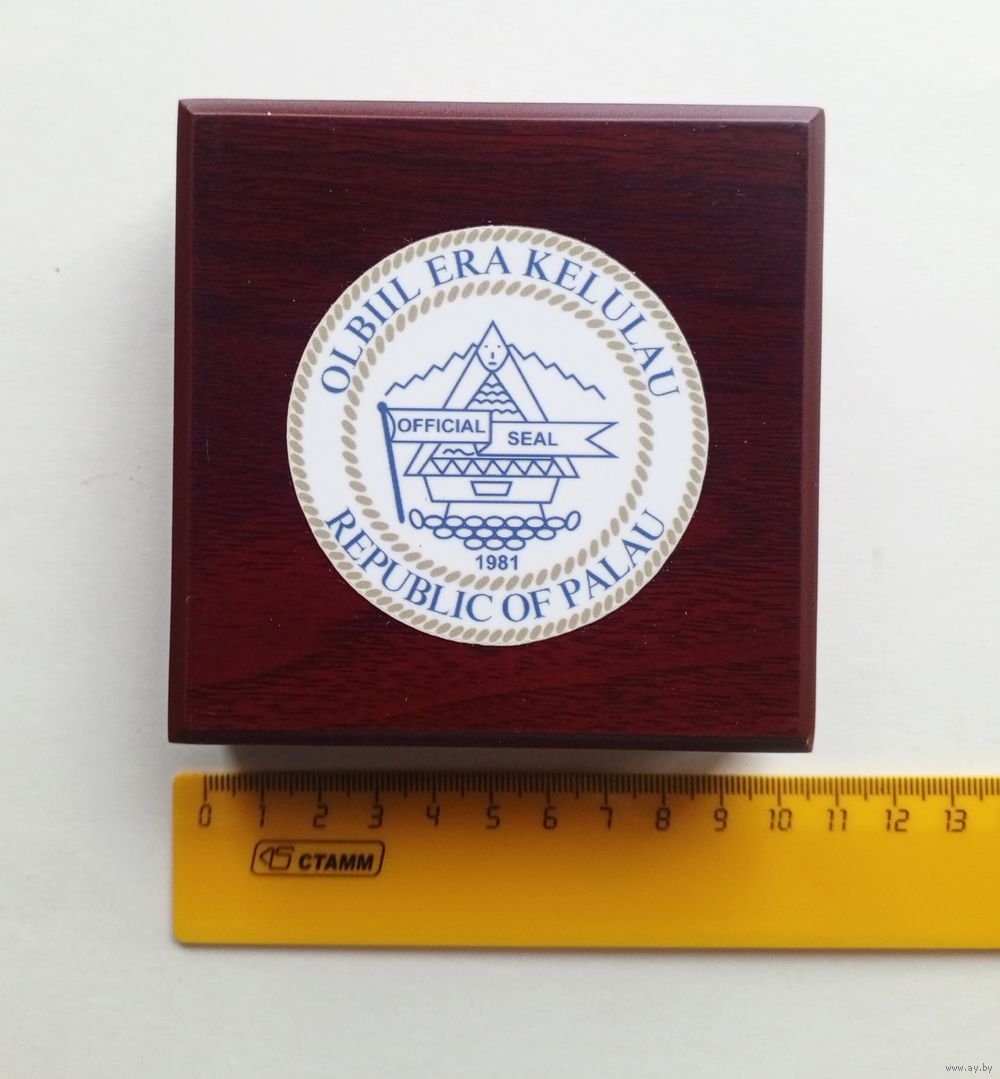 OLBIIL ERA KELULAU
OFFICIAL SEAL
1981
REPUBLIC OF PALAU
0 1 2 3 4 5 6 7 8 9 10 11 12 13
СТАММ
www.ay.by